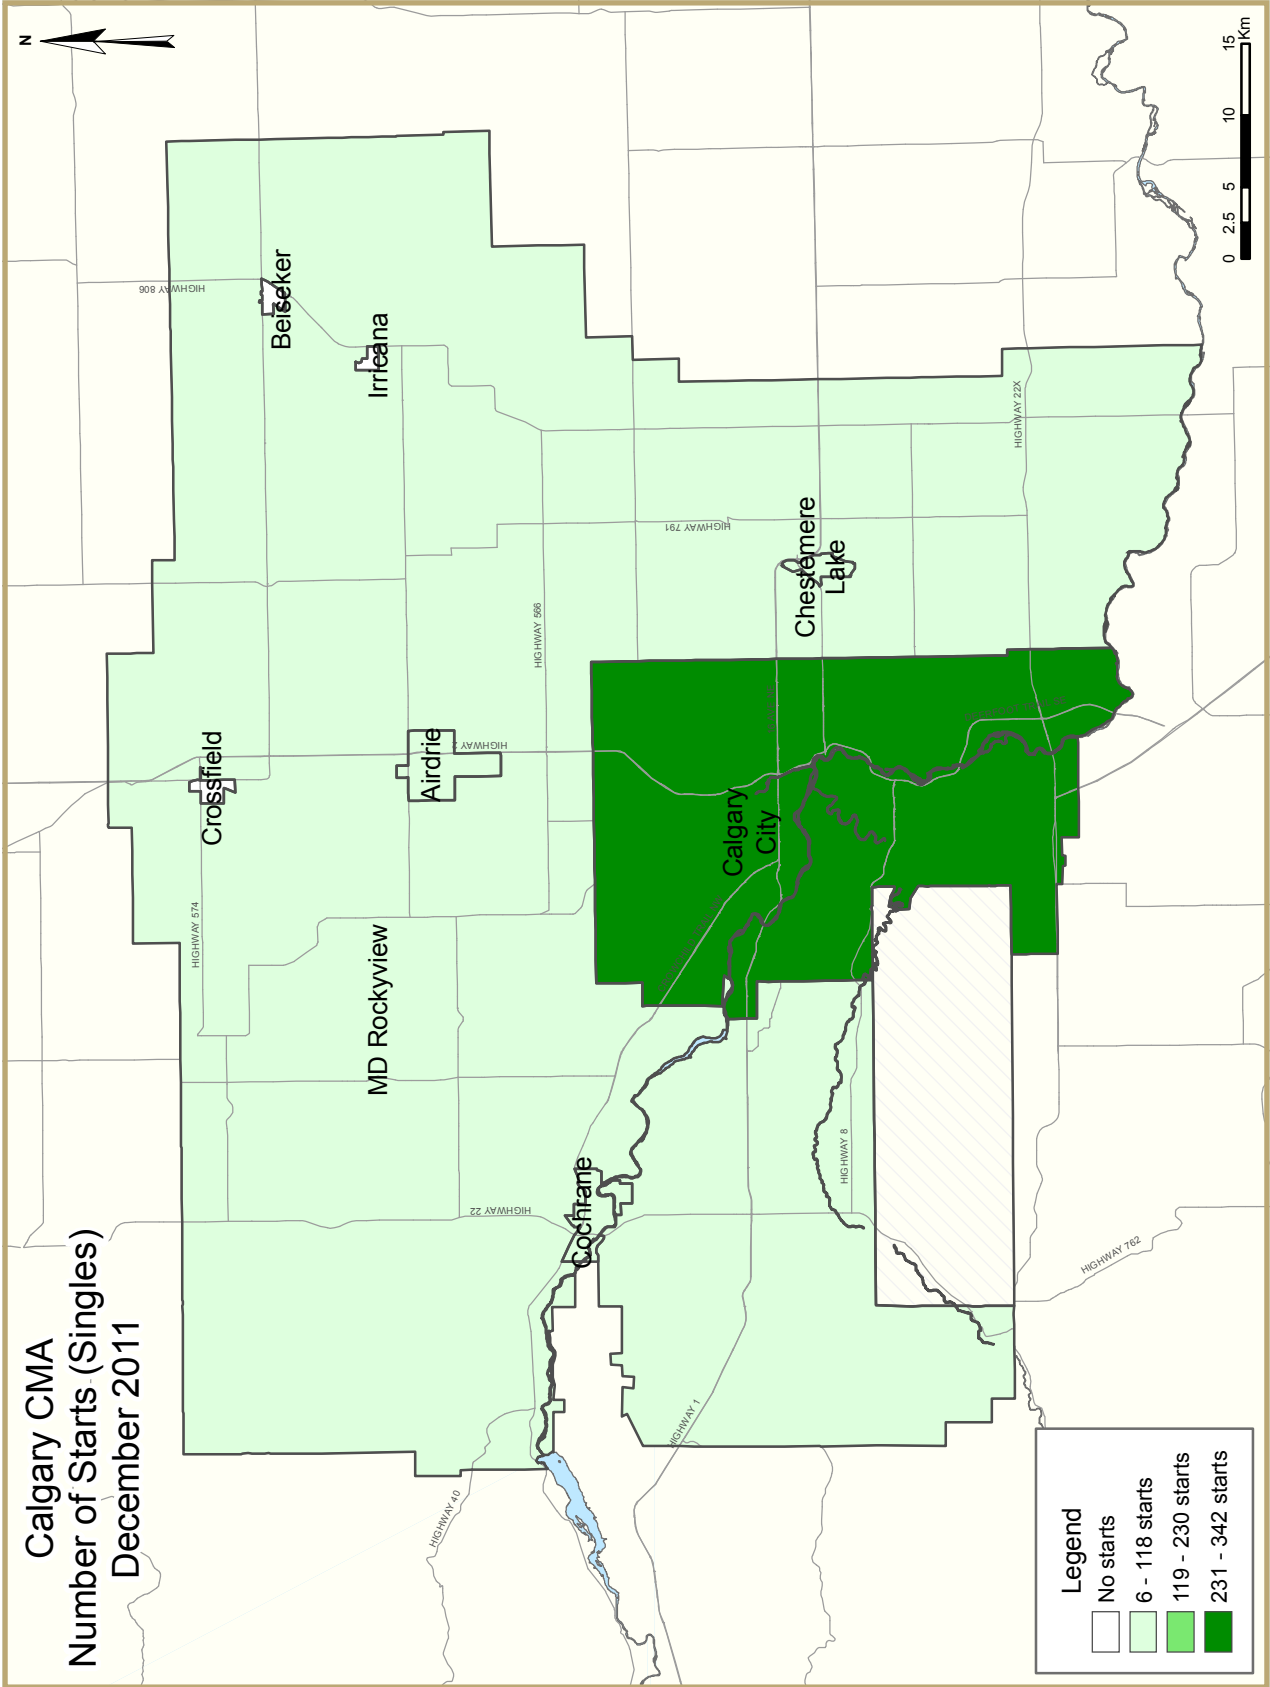 Calgary CMA
Number of Starts (Singles)
December 2011
N
HIGHWAY 806
Beiseker
Irricana
Crossfield
HIGHWAY 574
Airdrie
HIGHWAY 2
HIGHWAY 566
HIGHWAY 791
MD Rockyview
HIGHWAY 22
Cochrane
HIGHWAY 40
HIGHWAY 1
Calgary
City
Chestemere
Lake
HIGHWAY 22X
HIGHWAY 8
HIGHWAY 762
Legend
No starts
6 - 118 starts
119 - 230 starts
231 - 342 starts
0 2.5 5 10 15
Km